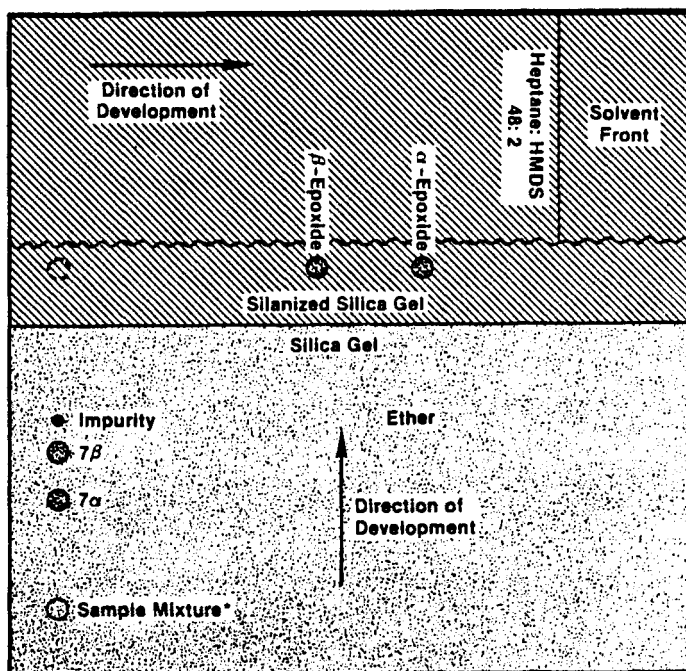 Direction of
Development
Heptane: HMDS
48: 2
Solvent
Front
β-Epoxide
α-Epoxide
Silanized Silica Gel
Silica Gel
Impurity
7β
7α
Ether
Direction of
Development
Sample Mixture*